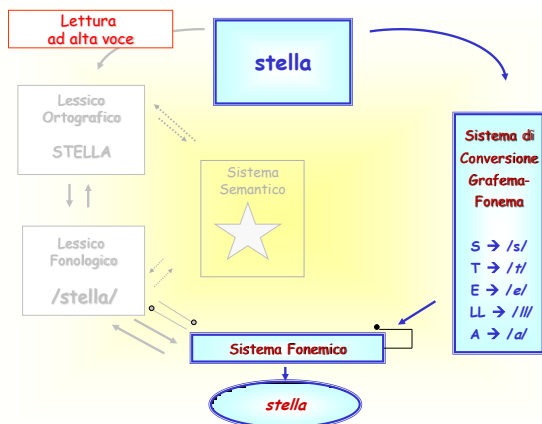 Lettura
ad alta voce
stella
Lessico
Ortografico
STELLA
Sistema
Semantico
Lessico
Fonologico
/stella/
Sistema di
Conversione
Grafema-
Fonema
S → /s/
T → /t/
E → /e/
LL → /ll/
A → /a/
Sistema Fonemico
stella